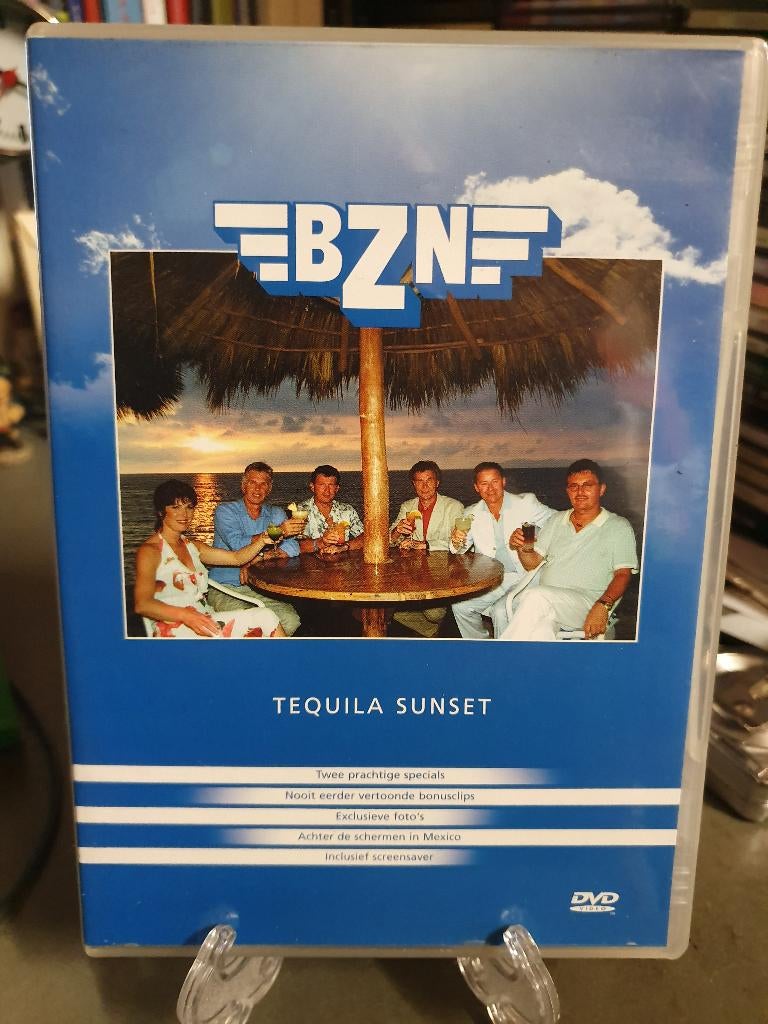 BZN
TEQUILA SUNSET
Twee prachtige specials
Nooit eerder vertoonde bonusclips
Exclusieve foto's
Achter de schermen in Mexico
Inclusief screensaver
DVD
VIDEO